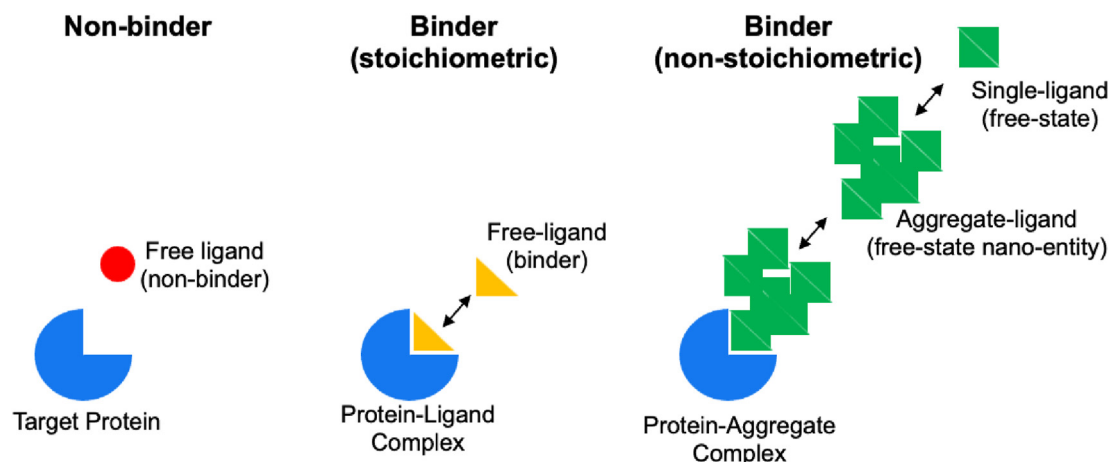 Non-binder
Free ligand
(non-binder)
Target Protein
Binder
(stoichiometric)
Free-ligand
(binder)
Protein-Ligand
Complex
Binder
(non-stoichiometric)
Single-ligand
(free-state)
Aggregate-ligand
(free-state nano-entity)
Protein-Aggregate
Complex